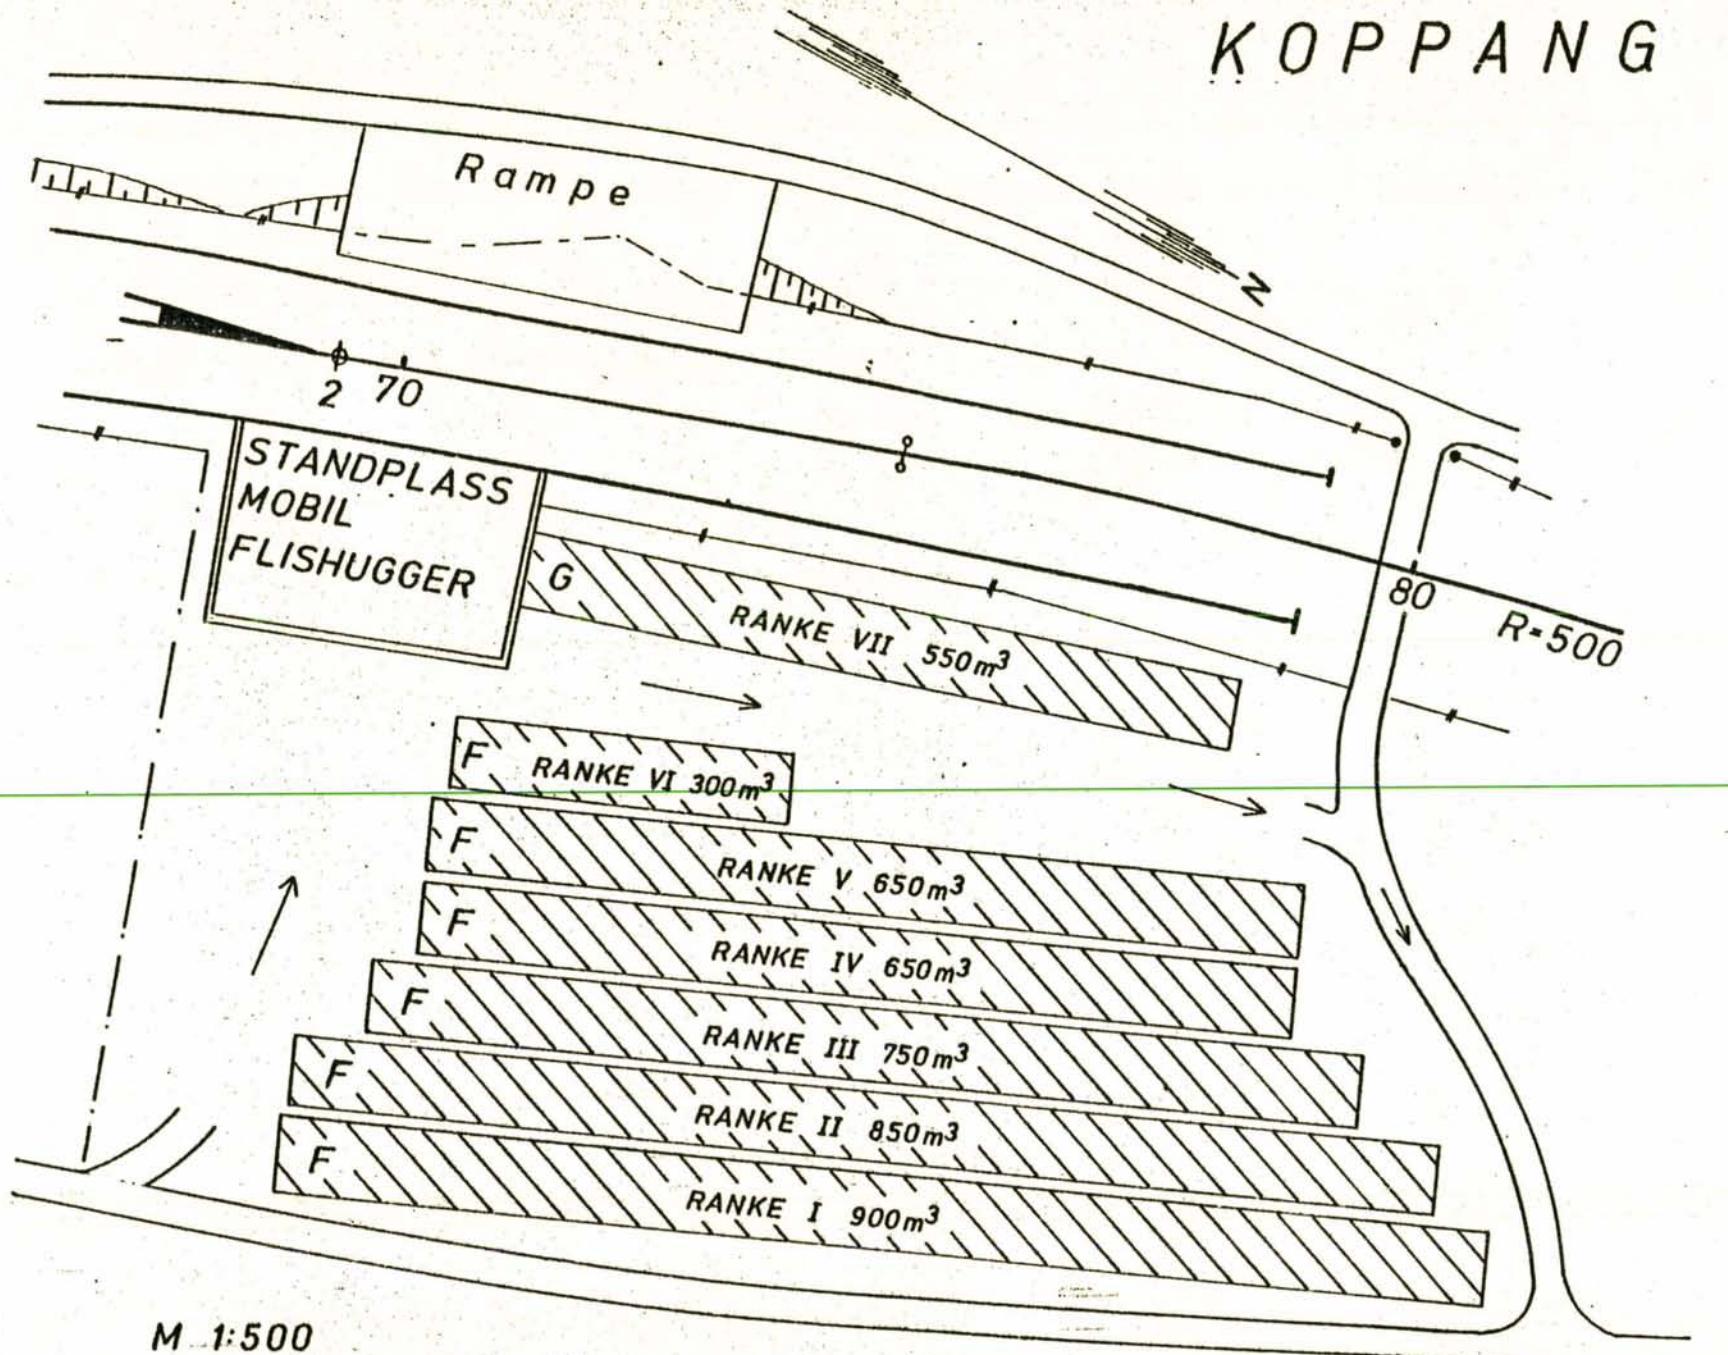 KOPPANG
Rampe
N
2 70
STANDPLASS
MOBIL
FLISHUGGER
80
R=500
G
RANKE VII 550m³
F RANKE VI 300m³
F RANKE V 650m³
F RANKE IV 650m³
F RANKE III 750m³
F RANKE II 850m³
F RANKE I 900m³
M 1:500